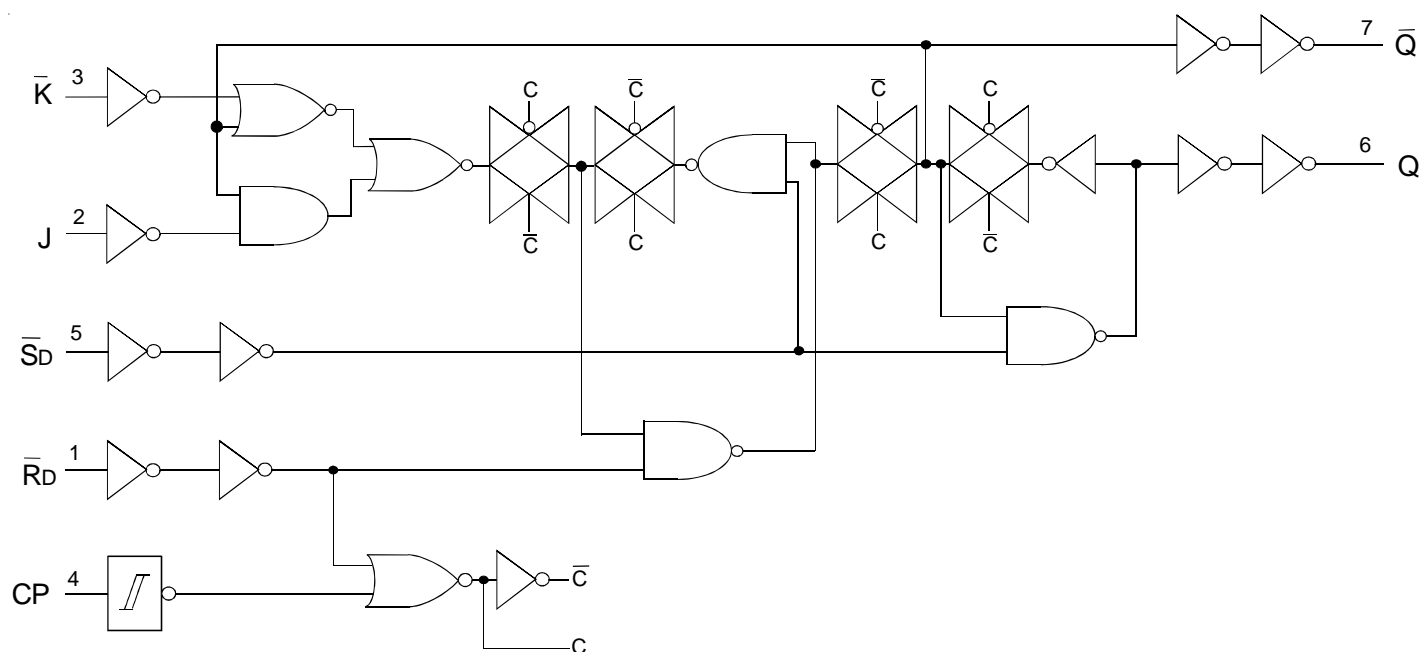 7
Q̅
K̅ 3
C C̅ C̅ C
6
Q
J 2
C̅ C C C̅
S̅D 5
R̅D 1
CP 4
C̅
C